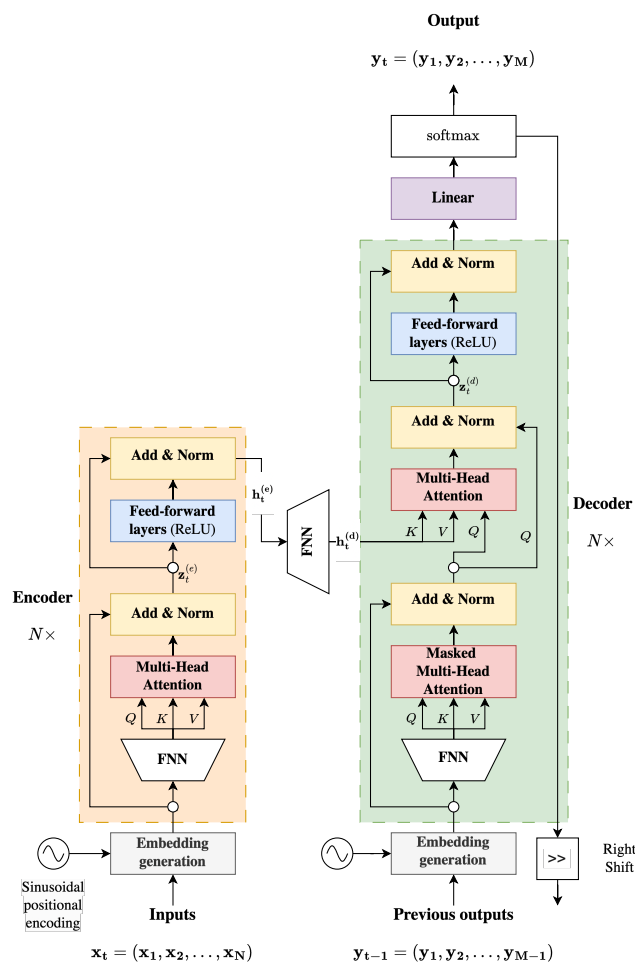 Output
y_t = (y_1, y_2, . . . , y_M)
softmax
Linear
Add & Norm
Feed-forward
layers (ReLU)
z_t^{(d)}
Add & Norm
Multi-Head
Attention
K V Q Q
Decoder
N×
Add & Norm
Masked
Multi-Head
Attention
Q K V
FNN
Embedding
generation
Previous outputs
y_{t-1} = (y_1, y_2, . . . , y_{M-1})
>>
Right
Shift
h_t^{(e)}
FNN
h_t^{(d)}
Add & Norm
Feed-forward
layers (ReLU)
z_t^{(e)}
Encoder
N×
Add & Norm
Multi-Head
Attention
Q K V
FNN
Embedding
generation
Sinusoidal
positional
encoding
Inputs
x_t = (x_1, x_2, . . . , x_N)